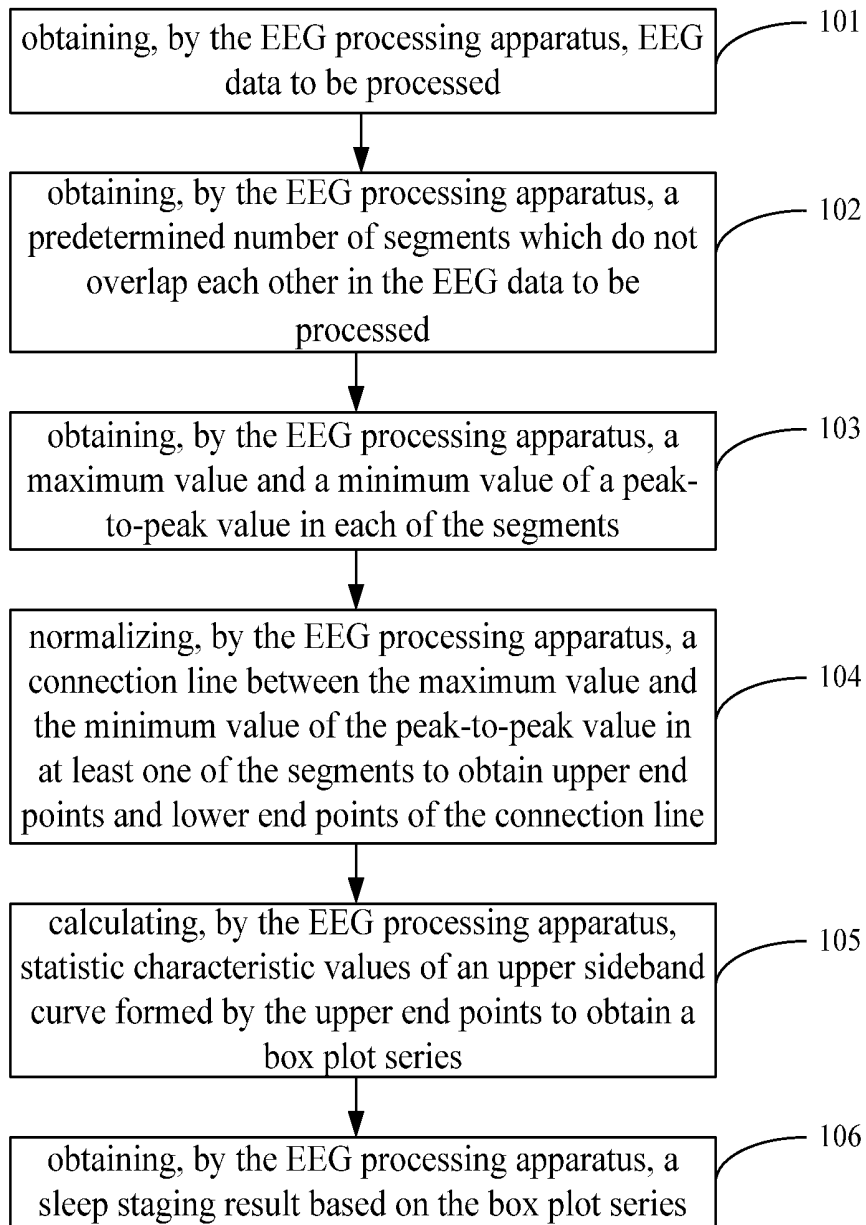 obtaining, by the EEG processing apparatus, EEG
data to be processed
101
obtaining, by the EEG processing apparatus, a
predetermined number of segments which do not
overlap each other in the EEG data to be
processed
102
obtaining, by the EEG processing apparatus, a
maximum value and a minimum value of a peak-
to-peak value in each of the segments
103
normalizing, by the EEG processing apparatus, a
connection line between the maximum value and
the minimum value of the peak-to-peak value in
at least one of the segments to obtain upper end
points and lower end points of the connection line
104
calculating, by the EEG processing apparatus,
statistic characteristic values of an upper sideband
curve formed by the upper end points to obtain a
box plot series
105
obtaining, by the EEG processing apparatus, a
sleep staging result based on the box plot series
106